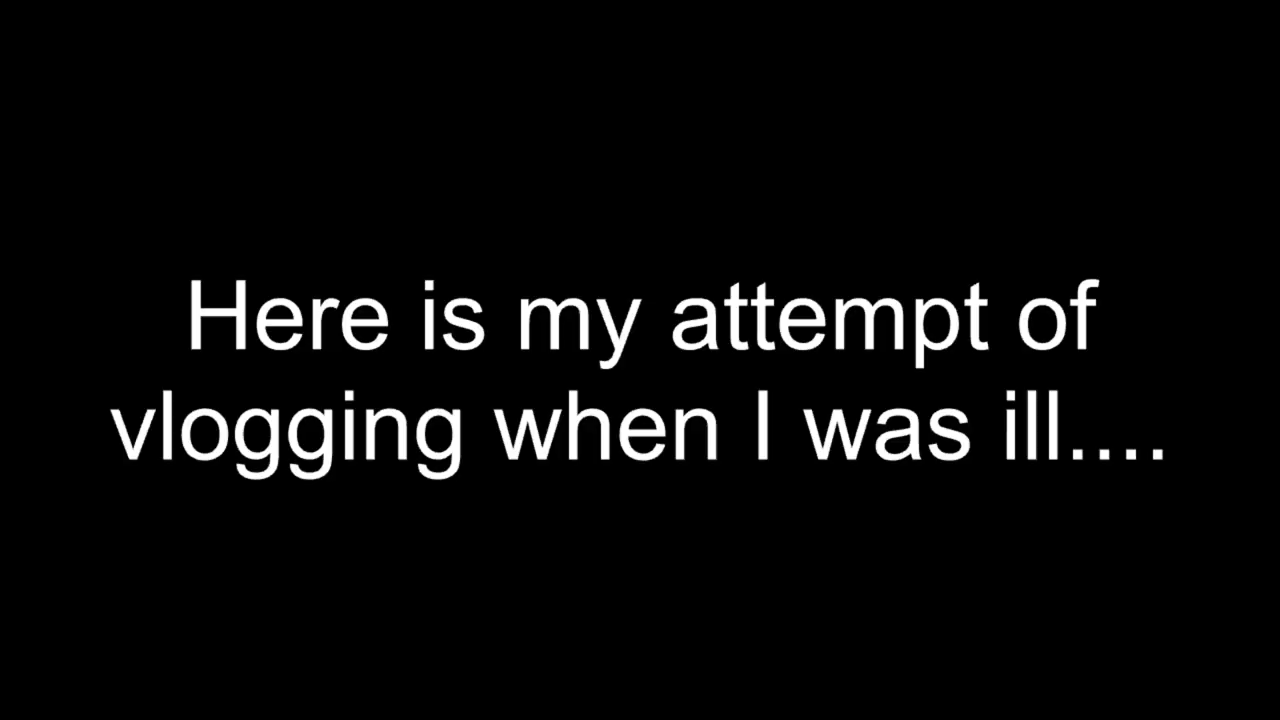 Here is my attempt of
vlogging when I was ill....